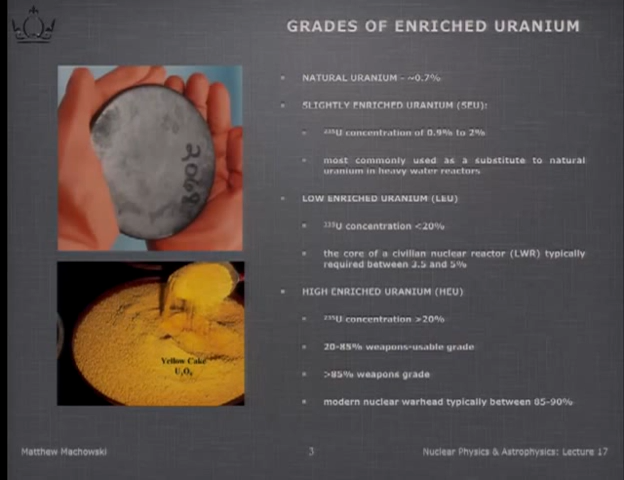 GRADES OF ENRICHED URANIUM
2069
Yellow Cake
U₃O₈
NATURAL URANIUM - ~0.7%
SLIGHTLY ENRICHED URANIUM (SEU):
²³⁵U concentration of 0.9% to 2%
most commonly used as a substitute to natural
uranium in heavy water reactors
LOW ENRICHED URANIUM (LEU)
²³⁵U concentration <20%
the core of a civilian nuclear reactor (LWR) typically
required between 3.5 and 5%
HIGH ENRICHED URANIUM (HEU)
²³⁵U concentration >20%
20-85% weapons-usable grade
>85% weapons grade
modern nuclear warhead typically between 85-90%
Matthew Machowski
3
Nuclear Physics & Astrophysics: Lecture 17